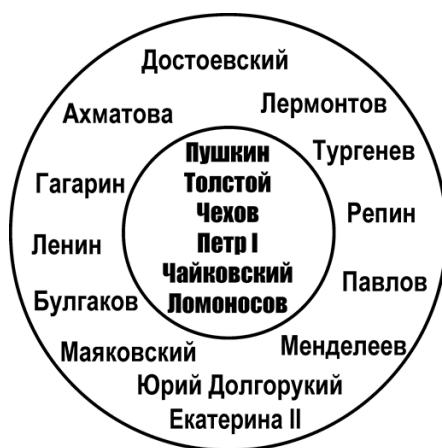 Достоевский
Ахматова
Лермонтов
Тургенев
Пушкин
Толстой
Чехов
Петр I
Чайковский
Ломоносов
Гагарин
Репин
Ленин
Павлов
Булгаков
Менделеев
Маяковский
Юрий Долгорукий
Екатерина II